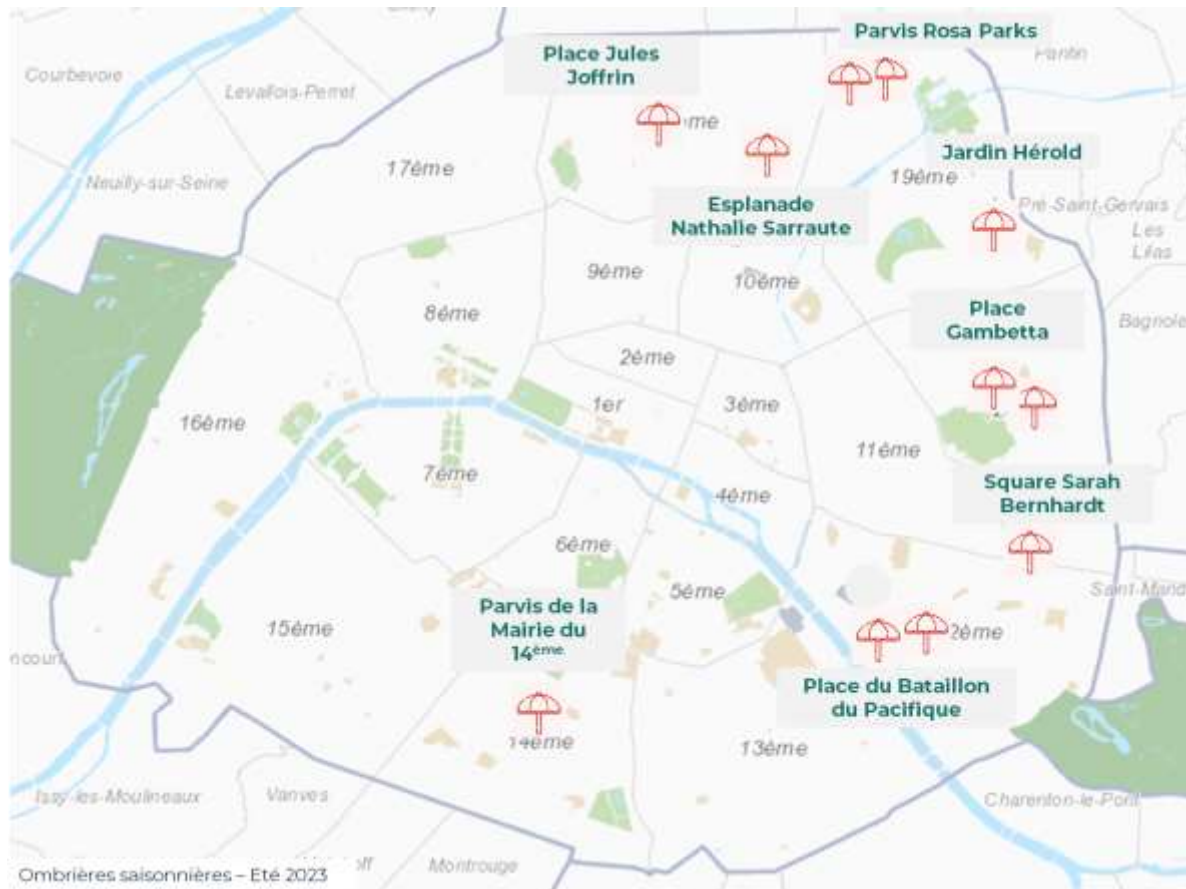 Parvis Rosa Parks
Place Jules
Joffrin
Pantin
Courbevoie
Levallois-Perret
Jardin Hérold
17ème
19ème
Neuilly-sur-Seine
Esplanade
Nathalie Sarraute
Pré-Saint-Gervais
Les
Lilas
9ème
10ème
8ème
Place
Gambetta
Bagnole
2ème
1er
3ème
16ème
11ème
7ème
4ème
Square Sarah
Bernhardt
6ème
5ème
Saint-Mand
Parvis de la
Mairie du
14ème
15ème
2ème
Place du Bataillon
du Pacifique
14ème
13ème
Issy-les-Moulineaux
Vanves
Charenton-le-Pont
Montrouge
Ombrières saisonnières – Eté 2023